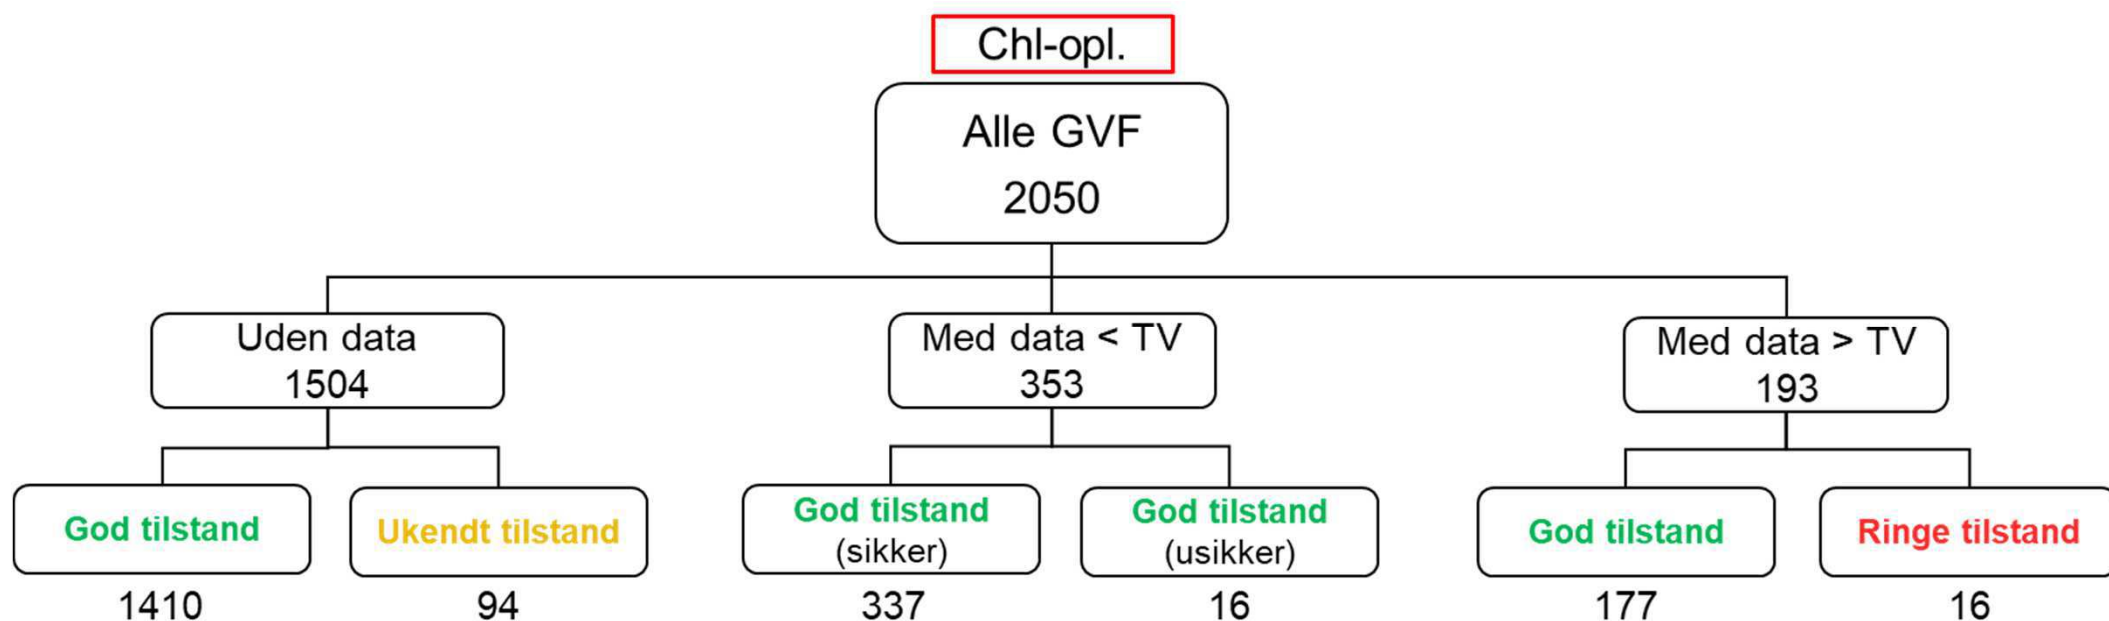 Chl-opl.
Alle GVF
2050
Uden data
1504
Med data < TV
353
Med data > TV
193
God tilstand
1410
Ukendt tilstand
94
God tilstand
(sikker)
337
God tilstand
(usikker)
16
God tilstand
177
Ringe tilstand
16